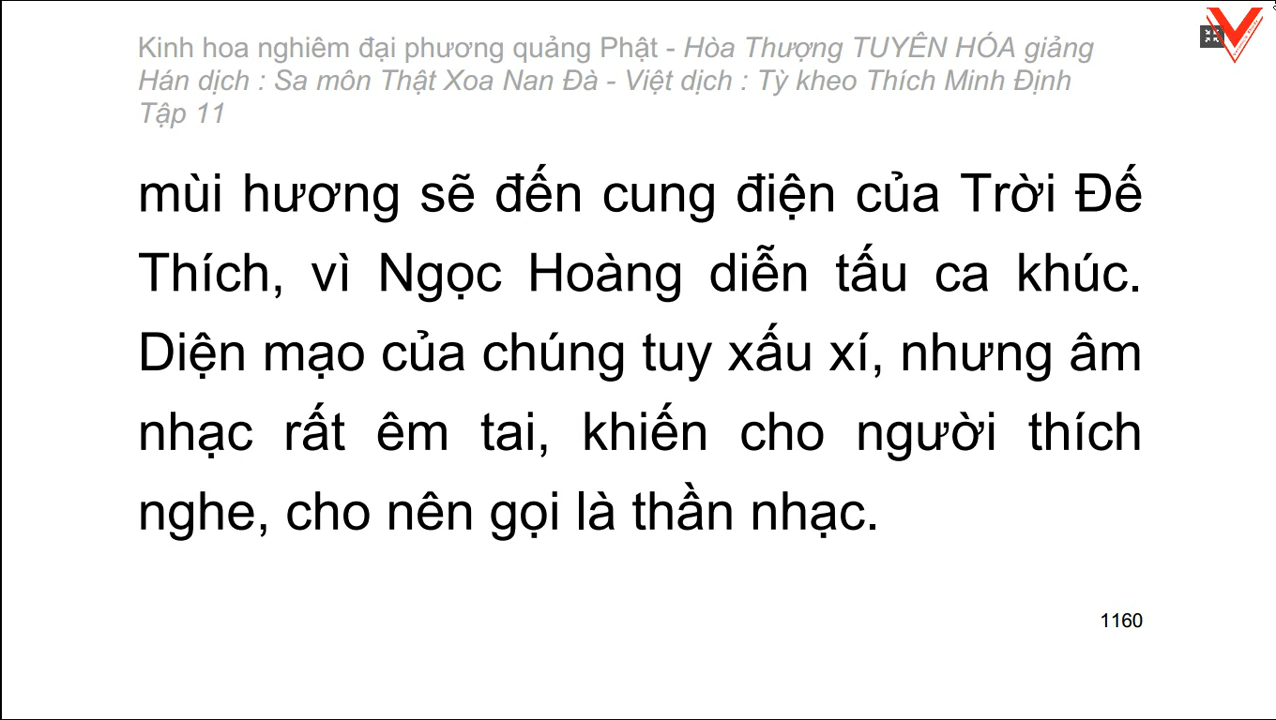 Kinh hoa nghiêm đại phương quảng Phật - Hòa Thượng TUYÊN HÓA giảng
Hán dịch : Sa môn Thật Xoa Nan Đà - Việt dịch : Tỳ kheo Thích Minh Định
Tập 11
mùi hương sẽ đến cung điện của Trời Đế
Thích, vì Ngọc Hoàng diễn tấu ca khúc.
Diện mạo của chúng tuy xấu xí, nhưng âm
nhạc rất êm tai, khiến cho người thích
nghe, cho nên gọi là thần nhạc.
1160